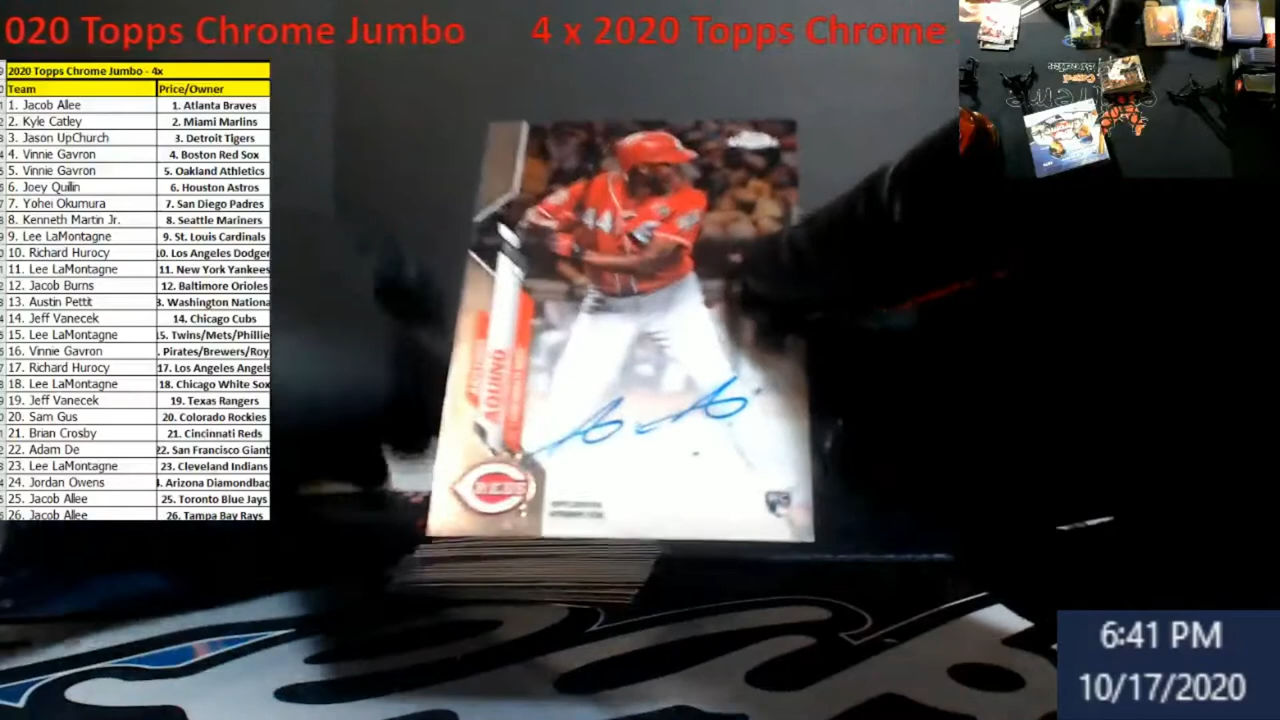 020 Topps Chrome Jumbo 4 x 2020 Topps Chrome
2020 Topps Chrome Jumbo - 4x
Team Price/Owner
1. Jacob Allee 1. Atlanta Braves
2. Kyle Catley 2. Miami Marlins
3. Jason UpChurch 3. Detroit Tigers
4. Vinnie Gavron 4. Boston Red Sox
5. Vinnie Gavron 5. Oakland Athletics
6. Joey Quilin 6. Houston Astros
7. Yohei Okumura 7. San Diego Padres
8. Kenneth Martin Jr. 8. Seattle Mariners
9. Lee LaMontagne 9. St. Louis Cardinals
10. Richard Hurocy 10. Los Angeles Dodger
11. Lee LaMontagne 11. New York Yankees
12. Jacob Burns 12. Baltimore Orioles
13. Austin Pettit 3. Washington Nationa
14. Jeff Vanecek 14. Chicago Cubs
15. Lee LaMontagne 15. Twins/Mets/Phillie
16. Vinnie Gavron . Pirates/Brewers/Roy
17. Richard Hurocy 17. Los Angeles Angels
18. Lee LaMontagne 18. Chicago White Sox
19. Jeff Vanecek 19. Texas Rangers
20. Sam Gus 20. Colorado Rockies
21. Brian Crosby 21. Cincinnati Reds
22. Adam De 22. San Francisco Giant
23. Lee LaMontagne 23. Cleveland Indians
24. Jordan Owens . Arizona Diamondbac
25. Jacob Allee 25. Toronto Blue Jays
26. Jacob Allee 26. Tampa Bay Rays
44
AQUINO
REDS
RC
6:41 PM
10/17/2020